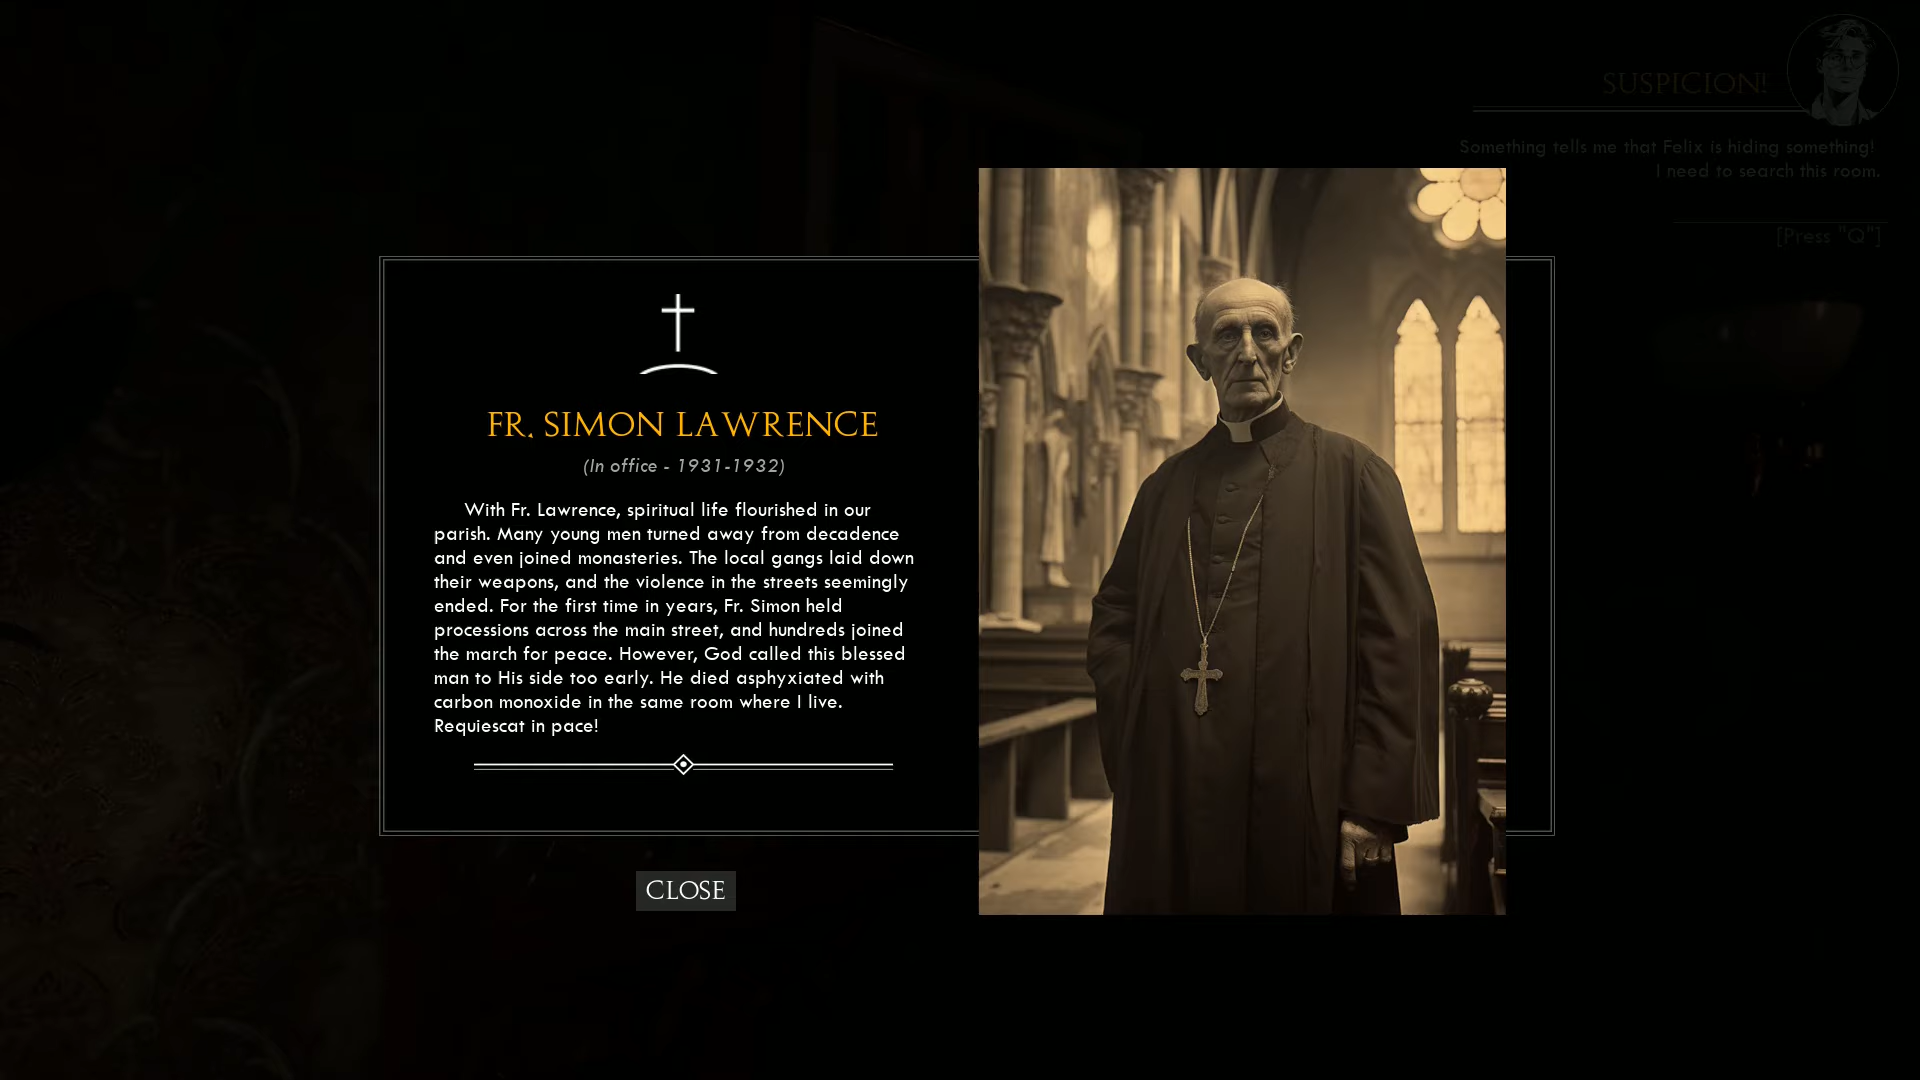 SUSPICION!
Something tells me that Felix is hiding something!
I need to search this room.
[Press "Q"]
FR. SIMON LAWRENCE
(In office - 1931-1932)
With Fr. Lawrence, spiritual life flourished in our
parish. Many young men turned away from decadence
and even joined monasteries. The local gangs laid down
their weapons, and the violence in the streets seemingly
ended. For the first time in years, Fr. Simon held
processions across the main street, and hundreds joined
the march for peace. However, God called this blessed
man to His side too early. He died asphyxiated with
carbon monoxide in the same room where I live.
Requiescat in pace!
CLOSE